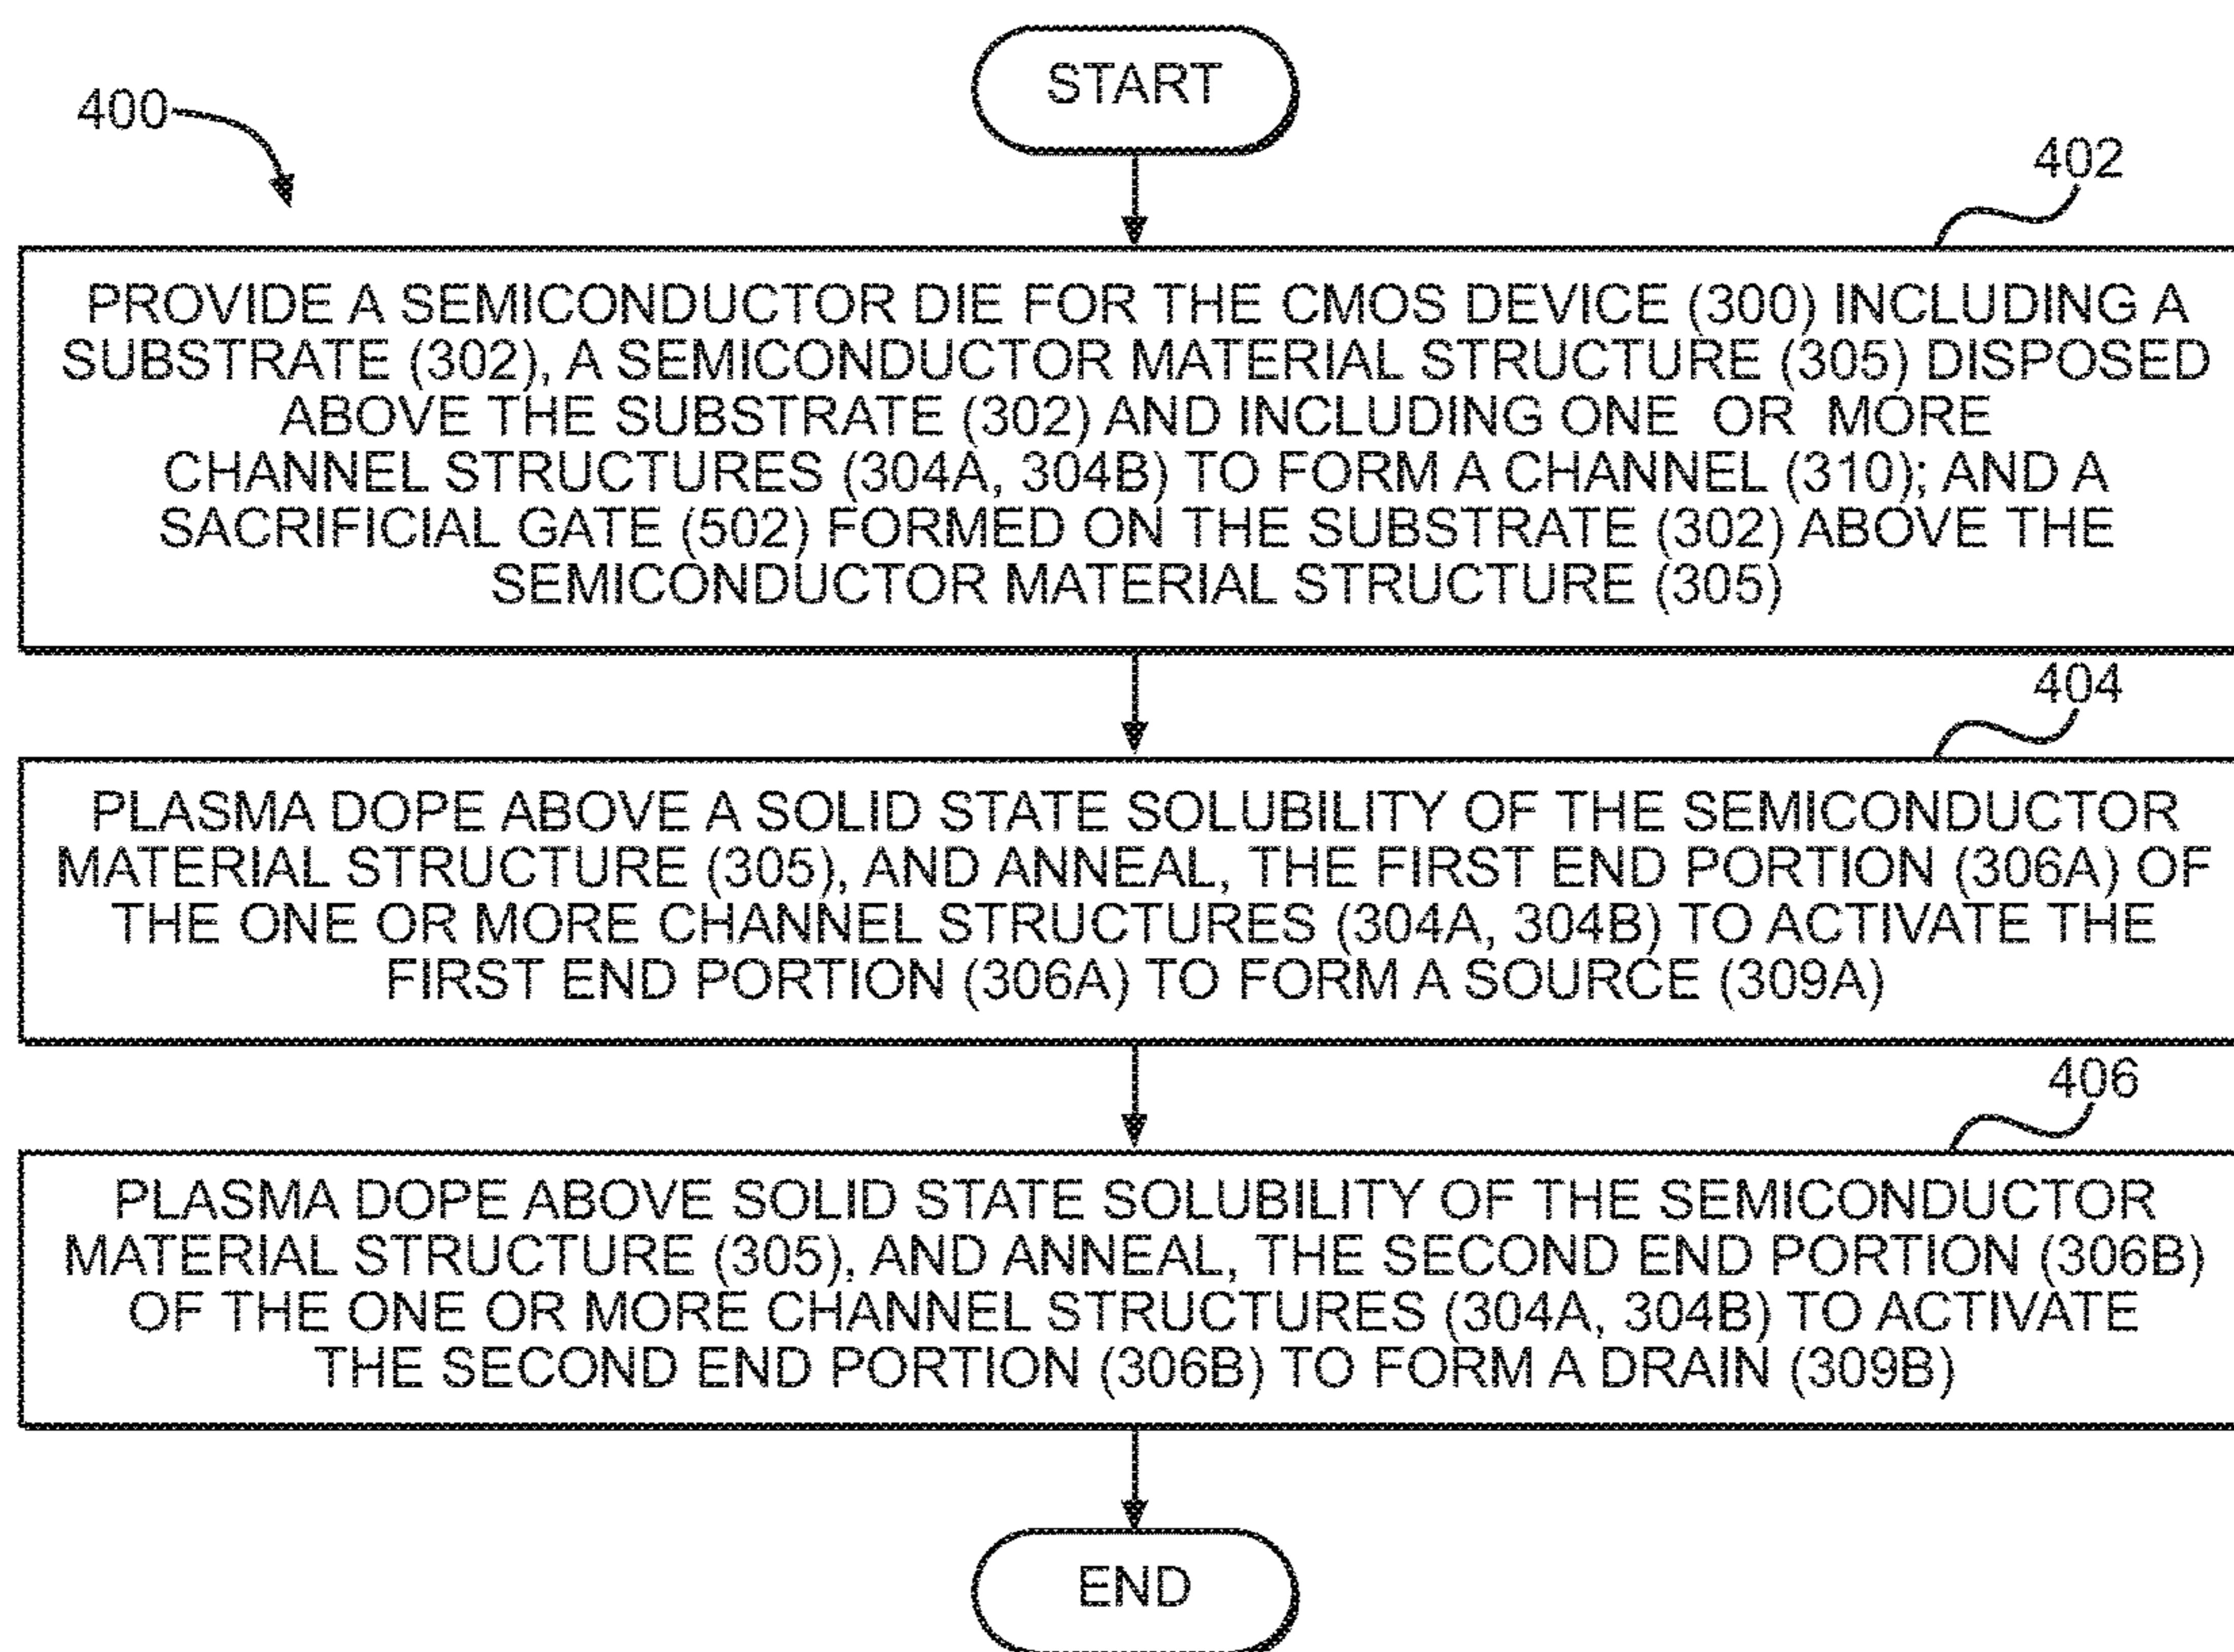 START
400
402
PROVIDE A SEMICONDUCTOR DIE FOR THE CMOS DEVICE (300) INCLUDING A
SUBSTRATE (302), A SEMICONDUCTOR MATERIAL STRUCTURE (305) DISPOSED
ABOVE THE SUBSTRATE (302) AND INCLUDING ONE OR MORE
CHANNEL STRUCTURES (304A, 304B) TO FORM A CHANNEL (310); AND A
SACRIFICIAL GATE (502) FORMED ON THE SUBSTRATE (302) ABOVE THE
SEMICONDUCTOR MATERIAL STRUCTURE (305)
404
PLASMA DOPE ABOVE A SOLID STATE SOLUBILITY OF THE SEMICONDUCTOR
MATERIAL STRUCTURE (305), AND ANNEAL, THE FIRST END PORTION (306A) OF
THE ONE OR MORE CHANNEL STRUCTURES (304A, 304B) TO ACTIVATE THE
FIRST END PORTION (306A) TO FORM A SOURCE (309A)
406
PLASMA DOPE ABOVE SOLID STATE SOLUBILITY OF THE SEMICONDUCTOR
MATERIAL STRUCTURE (305), AND ANNEAL, THE SECOND END PORTION (306B)
OF THE ONE OR MORE CHANNEL STRUCTURES (304A, 304B) TO ACTIVATE
THE SECOND END PORTION (306B) TO FORM A DRAIN (309B)
END